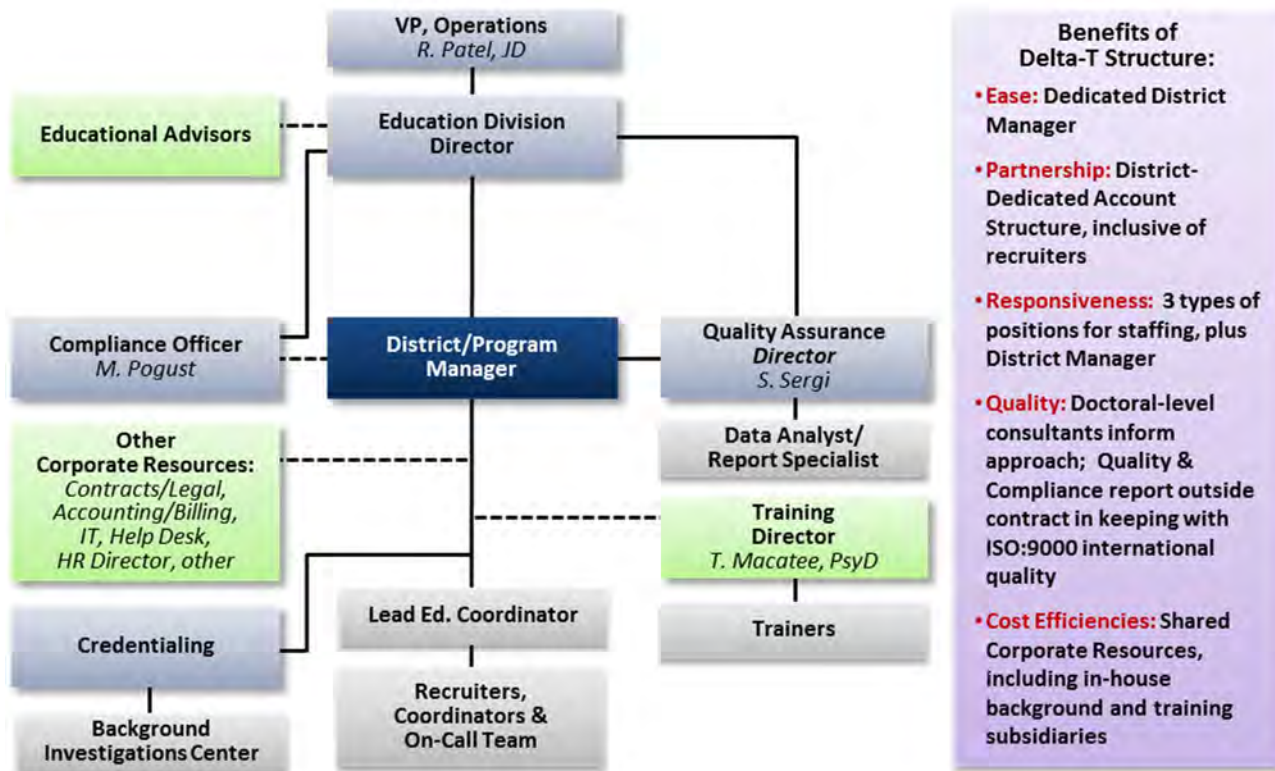 VP, Operations
R. Patel, JD
Educational Advisors
Education Division
Director
Compliance Officer
M. Pogust
District/Program
Manager
Quality Assurance
Director
S. Sergi
Data Analyst/
Report Specialist
Other
Corporate Resources:
Contracts/Legal,
Accounting/Billing,
IT, Help Desk,
HR Director, other
Training
Director
T. Macatee, PsyD
Trainers
Credentialing
Background
Investigations Center
Lead Ed. Coordinator
Recruiters,
Coordinators &
On-Call Team
Benefits of
Delta-T Structure:
• Ease: Dedicated District
Manager
• Partnership: District-
Dedicated Account
Structure, inclusive of
recruiters
• Responsiveness: 3 types of
positions for staffing, plus
District Manager
• Quality: Doctoral-level
consultants inform
approach; Quality &
Compliance report outside
contract in keeping with
ISO:9000 international
quality
• Cost Efficiencies: Shared
Corporate Resources,
including in-house
background and training
subsidiaries